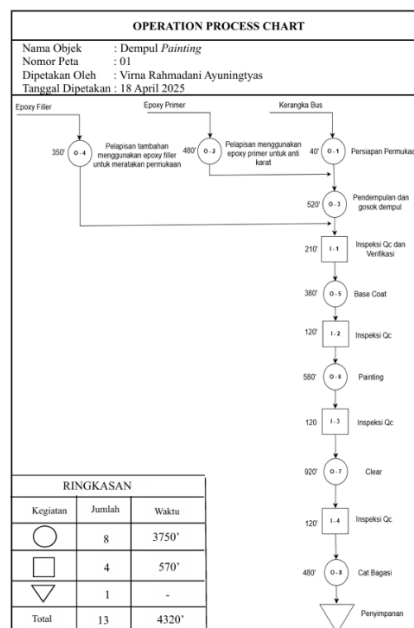 OPERATION PROCESS CHART
Nama Objek : Dempul Painting
Nomor Peta : 01
Dipetakan Oleh : Virna Rahmadani Ayuningtyas
Tanggal Dipetakan : 18 April 2025
Epoxy Filler
Epoxy Primer
Kerangka Bus
350' O-4 Pelapisan tambahan
menggunakan epoxy filler
untuk meratakan permukaan
480' O-2 Pelapisan menggunakan
epoxy primer untuk anti
karat
40' O-1 Persiapan Permukaa
520' O-3 Pendempulan dan
gosok dempul
210' I-1 Inspeksi Qc dan
Verifikasi
380' O-5 Base Coat
120' I-2 Inspeksi Qc
580' O-6 Painting
120 I-3 Inspeksi Qc
920' O-7 Clear
120' I-4 Inspeksi Qc
480' O-8 Cat Bagasi
Penyimpanan
RINGKASAN
Kegiatan Jumlah Waktu
8 3750'
4 570'
1 -
Total 13 4320'